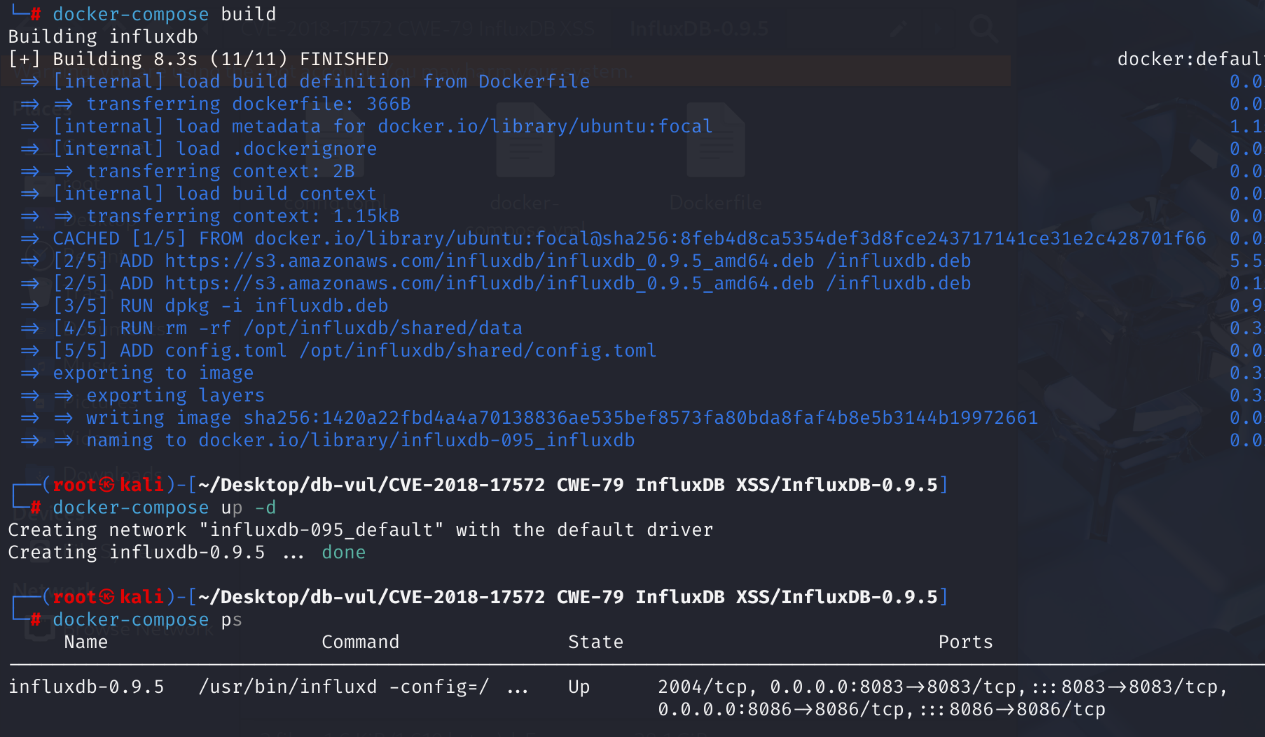 └─# docker-compose build
Building influxdb
[+] Building 8.3s (11/11) FINISHED docker:defaul
⇒ [internal] load build definition from Dockerfile 0.0
⇒ ⇒ transferring dockerfile: 366B 0.0
⇒ [internal] load metadata for docker.io/library/ubuntu:focal 1.1
⇒ [internal] load .dockerignore 0.0
⇒ ⇒ transferring context: 2B 0.0
⇒ [internal] load build context 0.0
⇒ ⇒ transferring context: 1.15kB 0.0
⇒ CACHED [1/5] FROM docker.io/library/ubuntu:focal@sha256:8feb4d8ca5354def3d8fce243717141ce31e2c428701f66 0.0
⇒ [2/5] ADD https://s3.amazonaws.com/influxdb/influxdb_0.9.5_amd64.deb /influxdb.deb 5.5
⇒ [2/5] ADD https://s3.amazonaws.com/influxdb/influxdb_0.9.5_amd64.deb /influxdb.deb 0.1
⇒ [3/5] RUN dpkg -i influxdb.deb 0.9
⇒ [4/5] RUN rm -rf /opt/influxdb/shared/data 0.3
⇒ [5/5] ADD config.toml /opt/influxdb/shared/config.toml 0.0
⇒ exporting to image 0.3
⇒ ⇒ exporting layers 0.3
⇒ ⇒ writing image sha256:1420a22fbd4a4a70138836ae535bef8573fa80bda8faf4b8e5b3144b19972661 0.0
⇒ ⇒ naming to docker.io/library/influxdb-095_influxdb 0.0
┌──(root㉿kali)-[~/Desktop/db-vul/CVE-2018-17572 CWE-79 InfluxDB XSS/InfluxDB-0.9.5]
└─# docker-compose up -d
Creating network "influxdb-095_default" with the default driver
Creating influxdb-0.9.5 ... done
┌──(root㉿kali)-[~/Desktop/db-vul/CVE-2018-17572 CWE-79 InfluxDB XSS/InfluxDB-0.9.5]
└─# docker-compose ps
Name Command State Ports
influxdb-0.9.5 /usr/bin/influxd -config=/ ... Up 2004/tcp, 0.0.0.0:8083→8083/tcp,:::8083→8083/tcp,
0.0.0.0:8086→8086/tcp,:::8086→8086/tcp